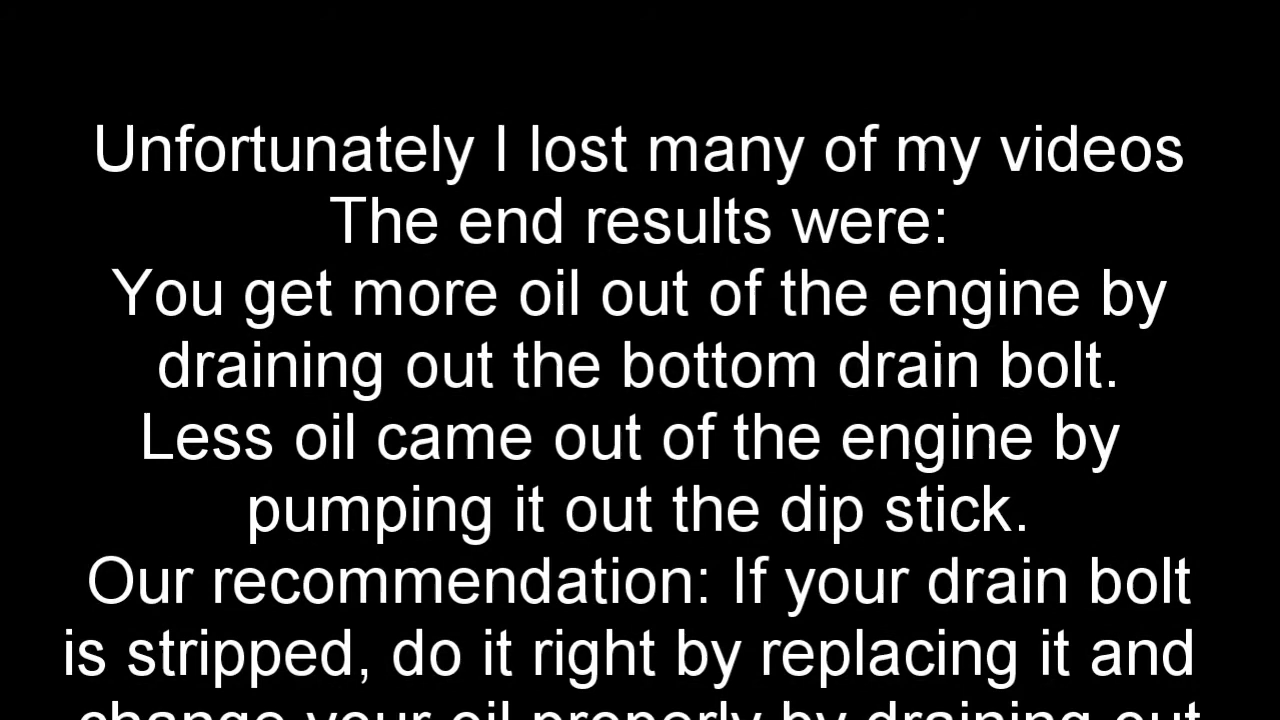 Unfortunately I lost many of my videos
The end results were:
You get more oil out of the engine by
draining out the bottom drain bolt.
Less oil came out of the engine by
pumping it out the dip stick.
Our recommendation: If your drain bolt
is stripped, do it right by replacing it and
change your oil properly by draining out